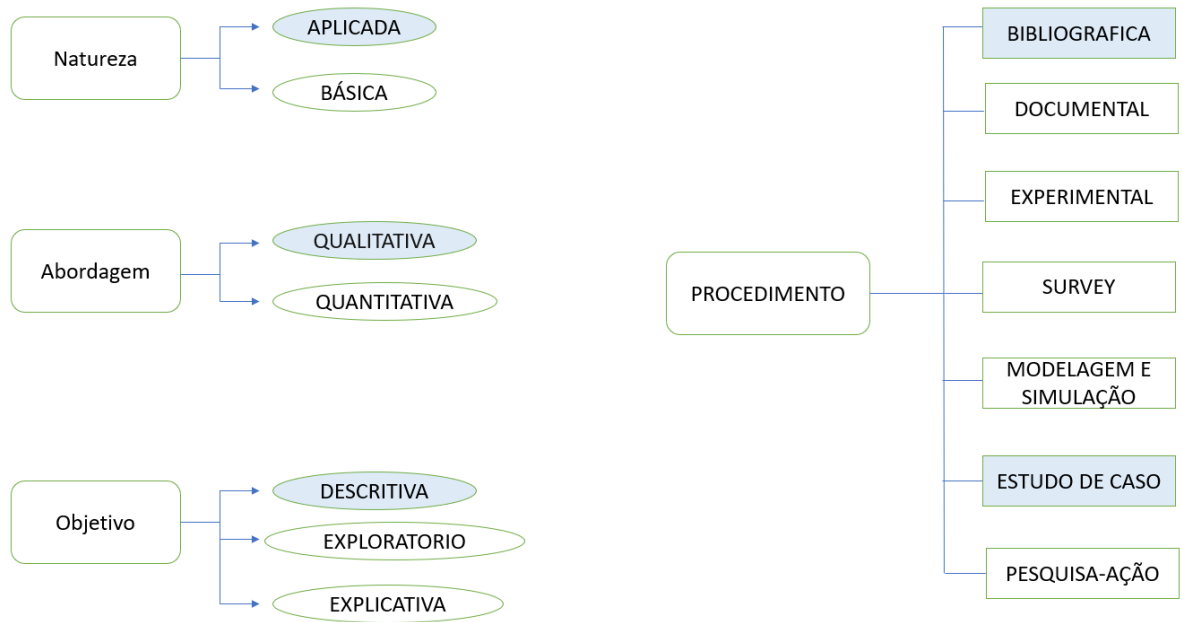 Natureza
APLICADA
BÁSICA
Abordagem
QUALITATIVA
QUANTITATIVA
Objetivo
DESCRITIVA
EXPLORATORIO
EXPLICATIVA
PROCEDIMENTO
BIBLIOGRAFICA
DOCUMENTAL
EXPERIMENTAL
SURVEY
MODELAGEM E
SIMULAÇÃO
ESTUDO DE CASO
PESQUISA-AÇÃO